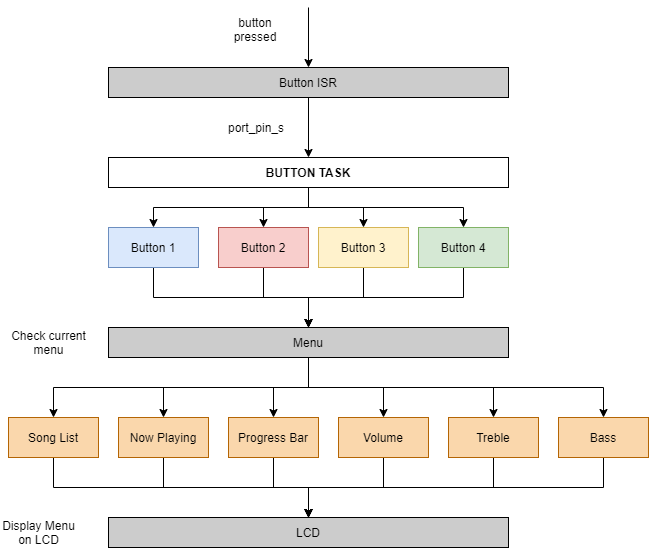 button
pressed
Button ISR
port_pin_s
BUTTON TASK
Button 1
Button 2
Button 3
Button 4
Check current
menu
Menu
Song List
Now Playing
Progress Bar
Volume
Treble
Bass
Display Menu
on LCD
LCD